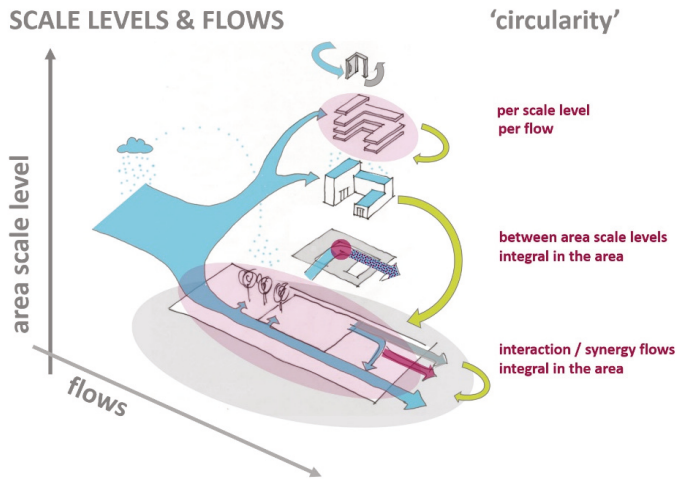 SCALE LEVELS & FLOWS
'circularity'
per scale level
per flow
between area scale levels
integral in the area
interaction / synergy flows
integral in the area
area scale level
flows